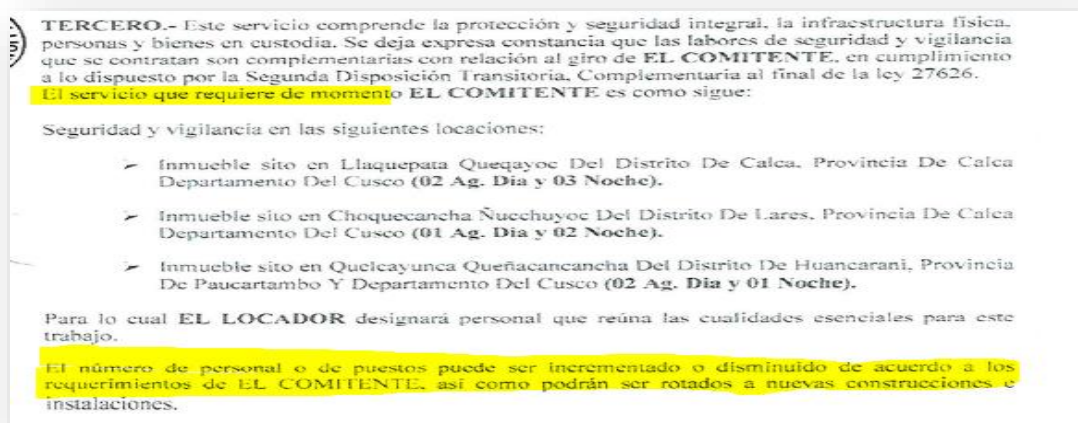 TERCERO.- Este servicio comprende la protección y seguridad integral, la infraestructura física,
personas y bienes en custodia. Se deja expresa constancia que las labores de seguridad y vigilancia
que se contratan son complementarias con relación al giro de EL COMITENTE, en cumplimiento
a lo dispuesto por la Segunda Disposición Transitoria, Complementaria al final de la ley 27626.
El servicio que requiere de momento EL COMITENTE es como sigue:
Seguridad y vigilancia en las siguientes locaciones:
➢ Inmueble sito en Llaquepata Queqayoc Del Distrito De Calca, Provincia De Calca
Departamento Del Cusco (02 Ag. Dia y 03 Noche).
➢ Inmueble sito en Choquecancha Ñucchuyoc Del Distrito De Lares, Provincia De Calca
Departamento Del Cusco (01 Ag. Dia y 02 Noche).
➢ Inmueble sito en Quelcayunca Queñacancancha Del Distrito De Huancarani, Provincia
De Paucartambo Y Departamento Del Cusco (02 Ag. Dia y 01 Noche).
Para lo cual EL LOCADOR designará personal que reúna las cualidades esenciales para este
trabajo.
El número de personal o de puestos puede ser incrementado o disminuido de acuerdo a los
requerimientos de EL COMITENTE, así como podrán ser rotados a nuevas construcciones e
instalaciones.